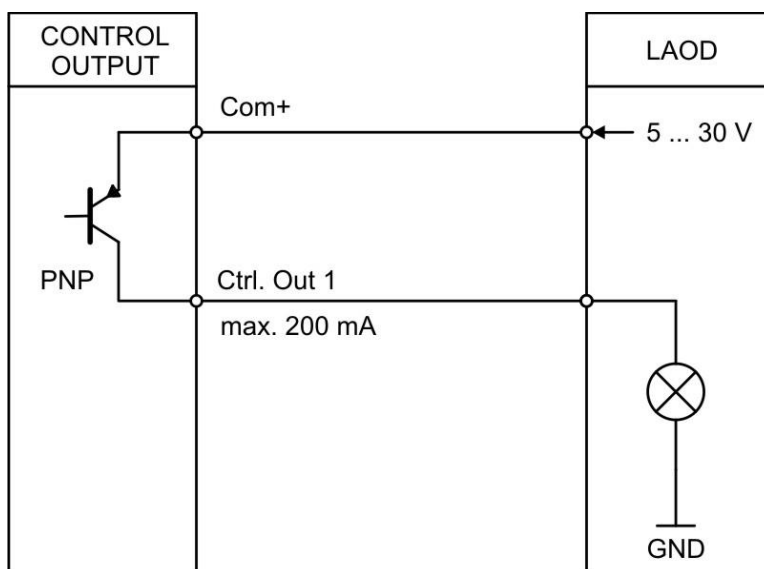 CONTROL
OUTPUT
LAOD
Com+
5 ... 30 V
PNP
Ctrl. Out 1
max. 200 mA
GND